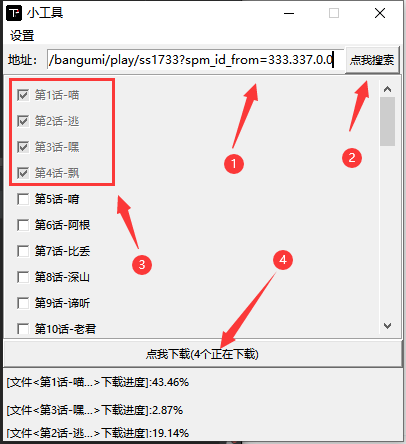 小工具
设置
地址: /bangumi/play/ss1733?spm_id_from=333.337.0.0 点我搜索
第1话-喵
第2话-逃
第3话-嘿
第4话-飘
第5话-唷
第6话-阿根
第7话-比丢
第8话-深山
第9话-谛听
第10话-老君
1
2
3
4
点我下载(4个正在下载)
[文件<第1话-喵...>下载进度]:43.46%
[文件<第3话-嘿...>下载进度]:2.87%
[文件<第2话-逃...>下载进度]:19.14%